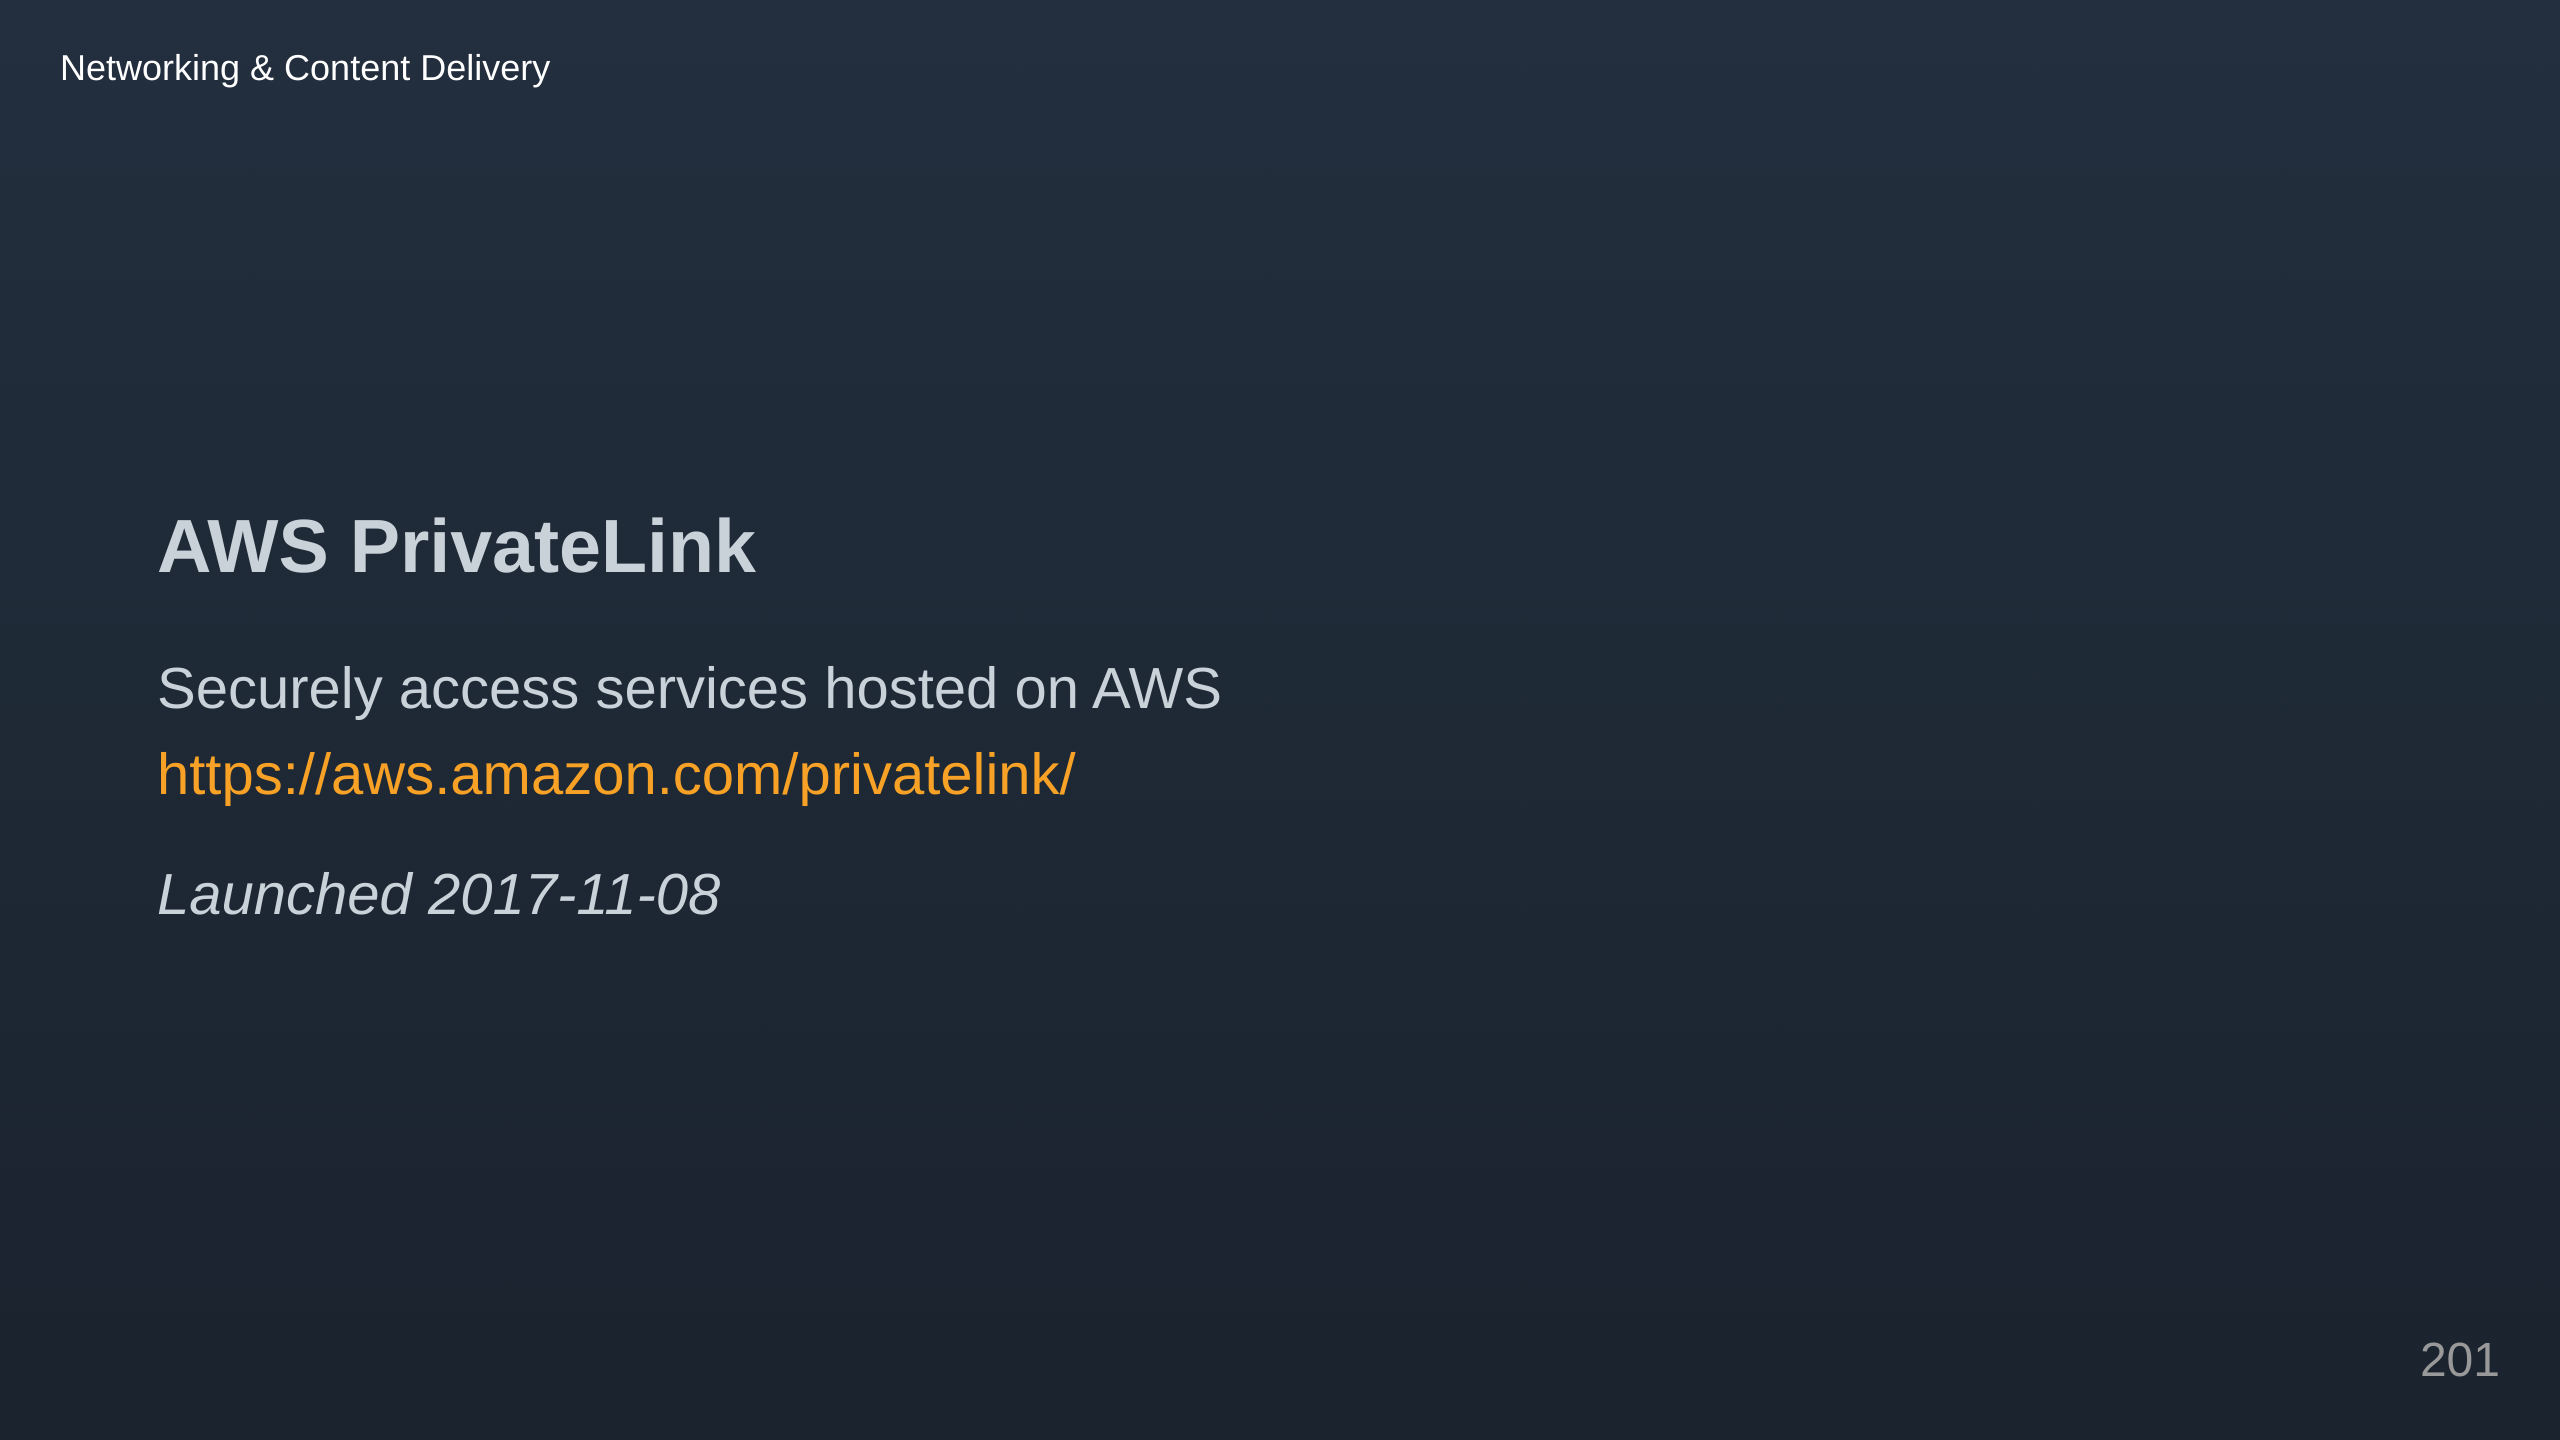 Networking & Content Delivery
AWS PrivateLink
Securely access services hosted on AWS
https://aws.amazon.com/privatelink/
Launched 2017-11-08
201